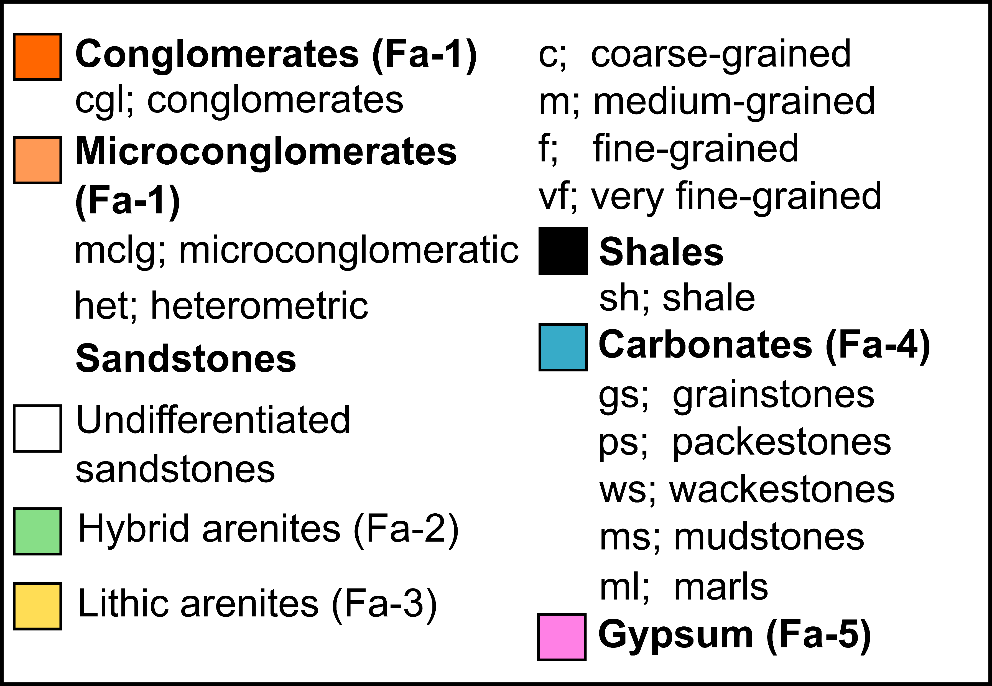 Conglomerates (Fa-1)
cgl; conglomerates
Microconglomerates
(Fa-1)
mclg; microconglomeratic
het; heterometric
Sandstones
Undifferentiated
sandstones
Hybrid arenites (Fa-2)
Lithic arenites (Fa-3)
c; coarse-grained
m; medium-grained
f; fine-grained
vf; very fine-grained
Shales
sh; shale
Carbonates (Fa-4)
gs; grainstones
ps; packestones
ws; wackestones
ms; mudstones
ml; marls
Gypsum (Fa-5)